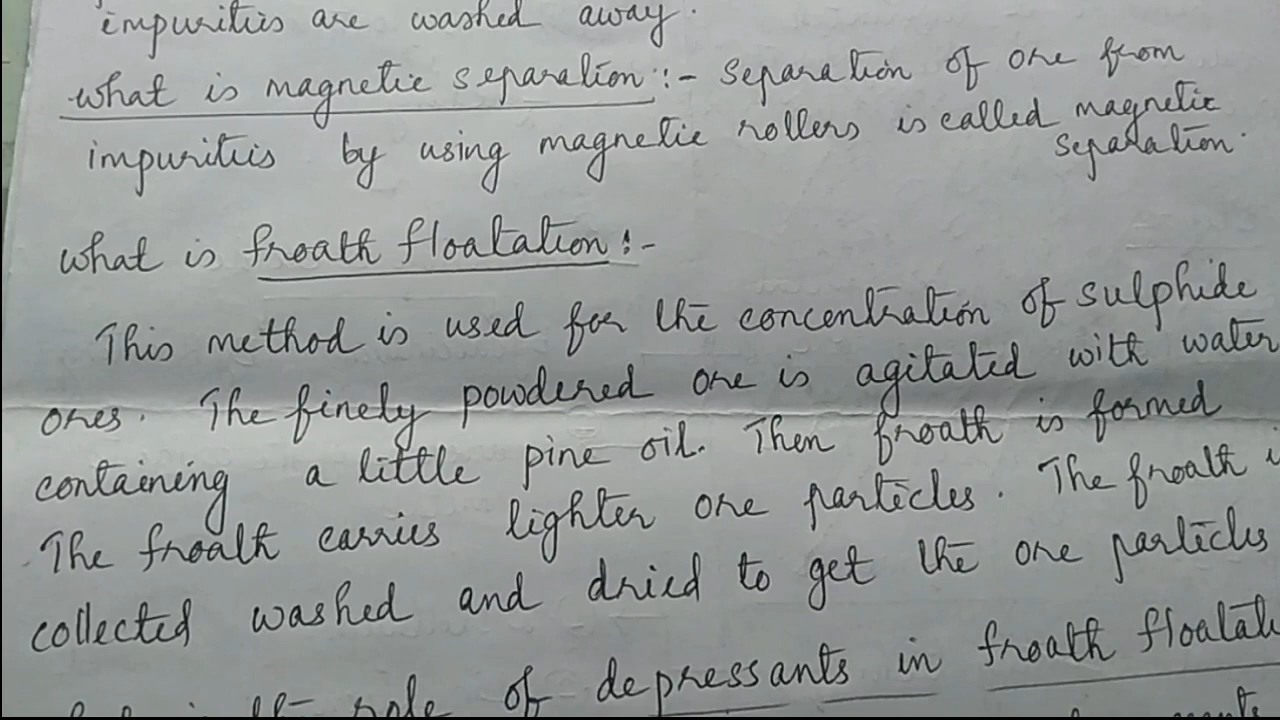 impurities are washed away.
what is magnetic separation :- separation of ore from
impurities by using magnetic rollers is called magnetic
separation.
what is froath floatation :-
This method is used for the concentration of sulphide
ores. The finely powdered ore is agitated with water
containing a little pine oil. Then froath is formed
The froath carries lighter ore particles. The froath is
collected washed and dried to get the ore particles
role of depressants in froath floatati